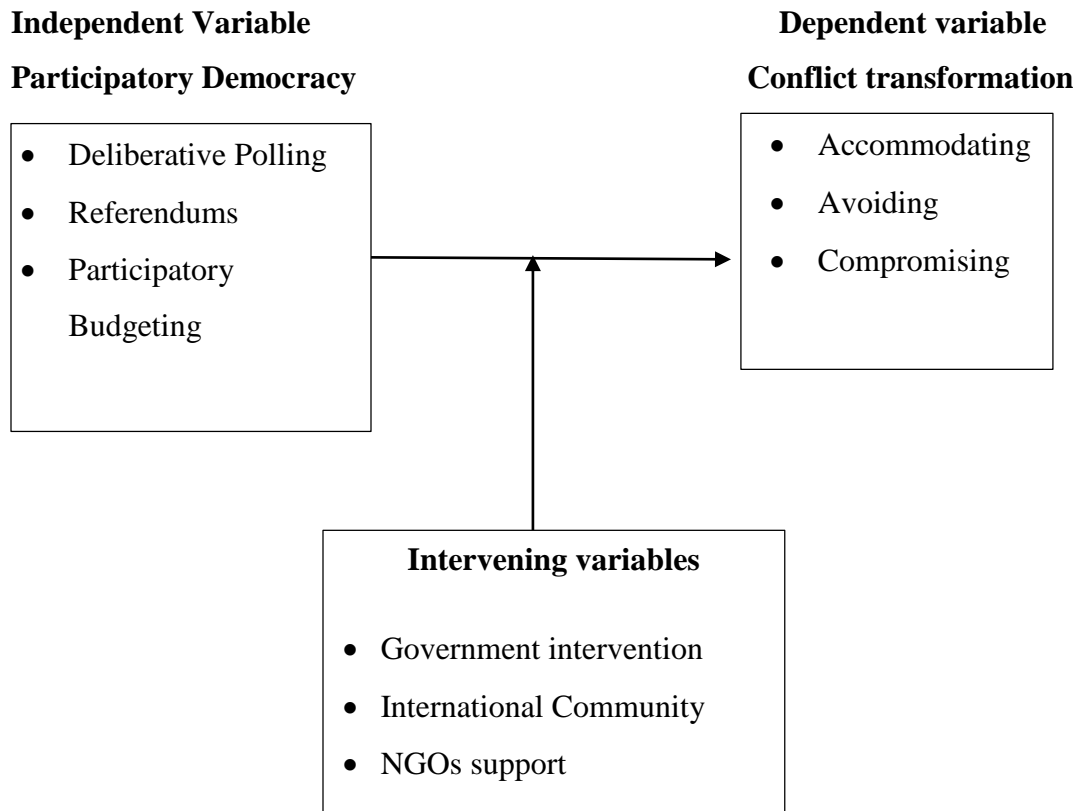 Independent Variable
Participatory Democracy
• Deliberative Polling
• Referendums
• Participatory
Budgeting
Dependent variable
Conflict transformation
• Accommodating
• Avoiding
• Compromising
Intervening variables
• Government intervention
• International Community
• NGOs support